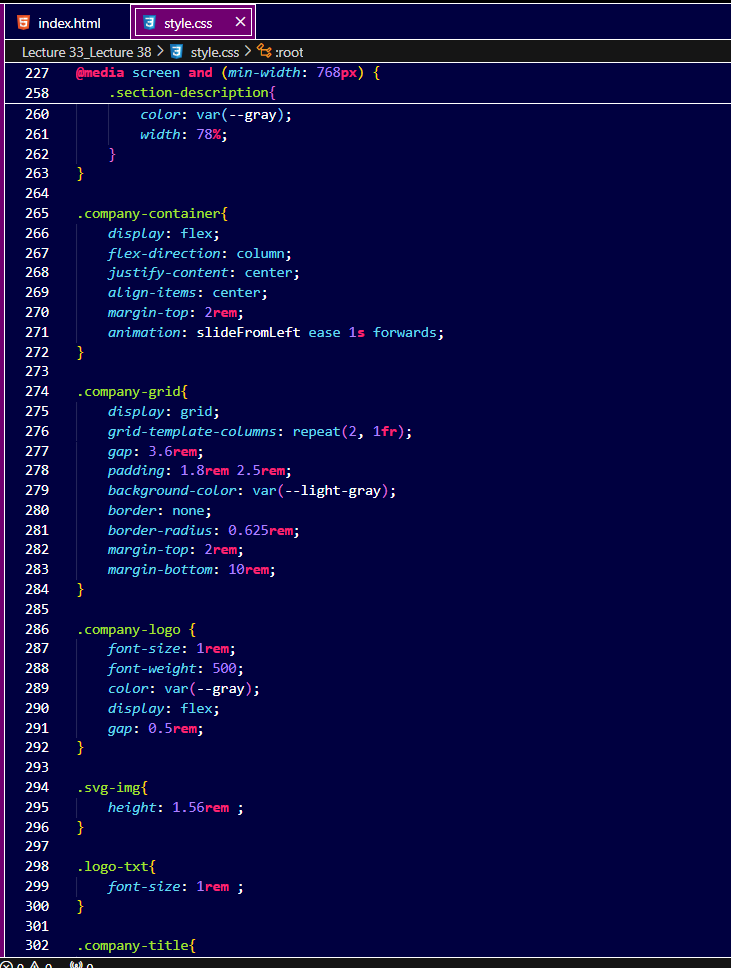 index.html style.css ×
Lecture 33_Lecture 38 > style.css > :root
227 @media screen and (min-width: 768px) {
258 .section-description{
260 color: var(--gray);
261 width: 78%;
262 }
263 }
264
265 .company-container{
266 display: flex;
267 flex-direction: column;
268 justify-content: center;
269 align-items: center;
270 margin-top: 2rem;
271 animation: slideFromLeft ease 1s forwards;
272 }
273
274 .company-grid{
275 display: grid;
276 grid-template-columns: repeat(2, 1fr);
277 gap: 3.6rem;
278 padding: 1.8rem 2.5rem;
279 background-color: var(--light-gray);
280 border: none;
281 border-radius: 0.625rem;
282 margin-top: 2rem;
283 margin-bottom: 10rem;
284 }
285
286 .company-logo {
287 font-size: 1rem;
288 font-weight: 500;
289 color: var(--gray);
290 display: flex;
291 gap: 0.5rem;
292 }
293
294 .svg-img{
295 height: 1.56rem ;
296 }
297
298 .logo-txt{
299 font-size: 1rem ;
300 }
301
302 .company-title{
0 0 0